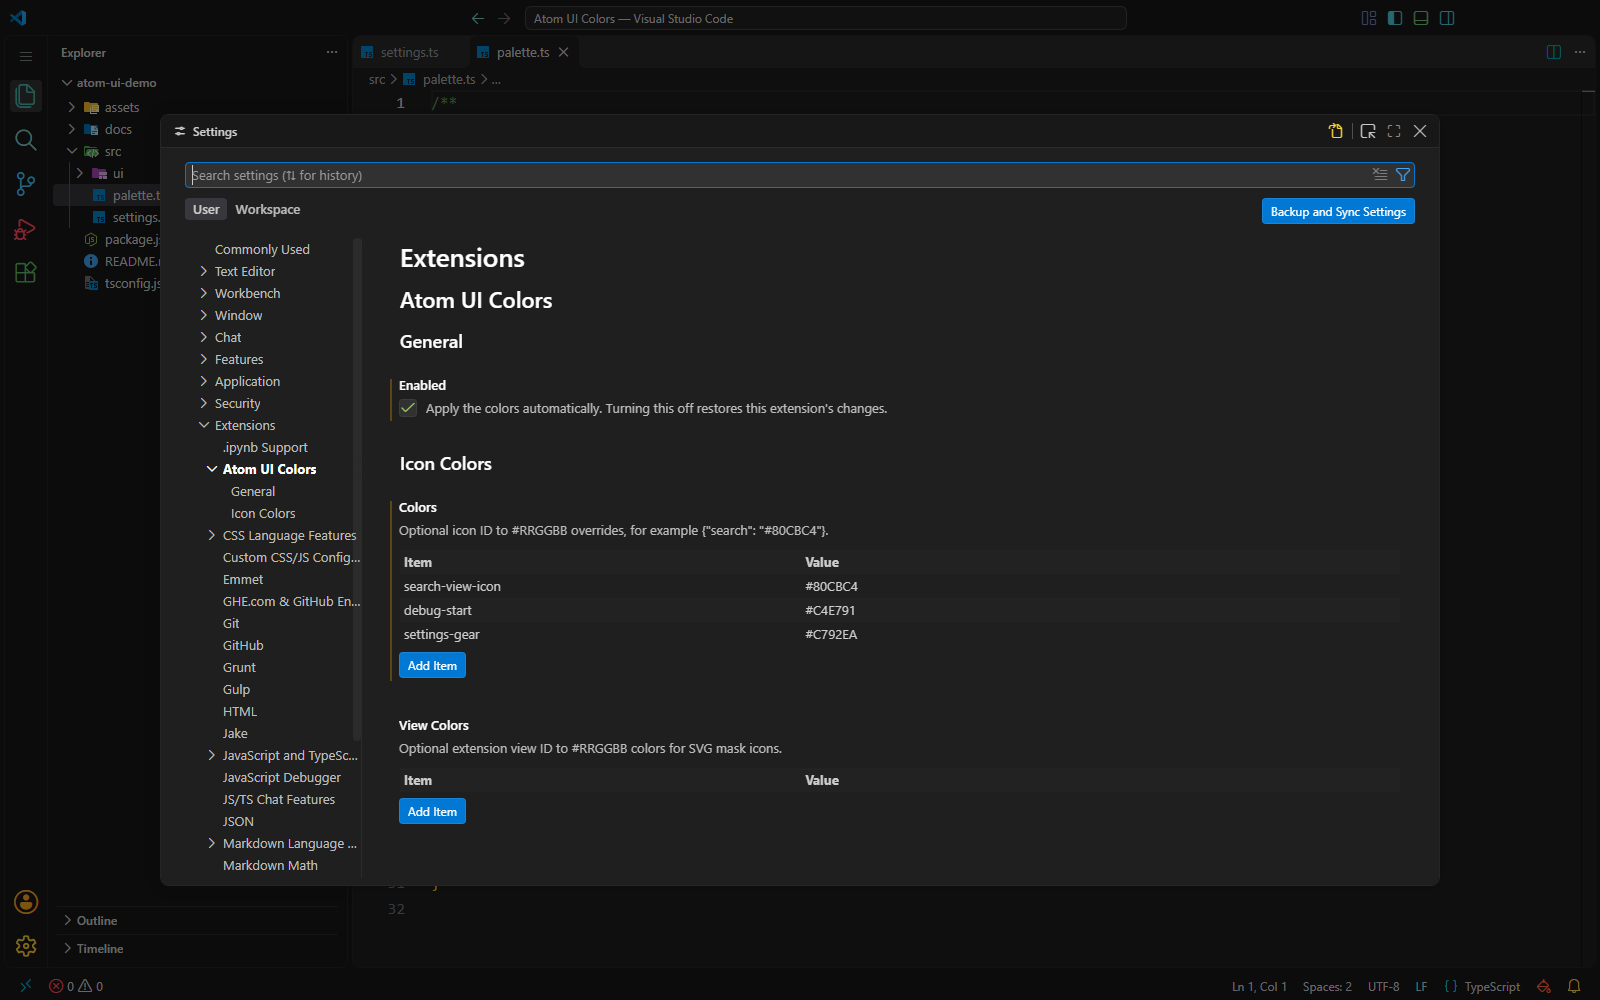 Atom UI Colors — Visual Studio Code
Explorer
settings.ts
palette.ts
atom-ui-demo
src
palette.ts
...
assets
1
/**
docs
src
ui
palette.t
settings.
package.js
README.
tsconfig.js
Settings
Search settings (⇅ for history)
User
Workspace
Backup and Sync Settings
Commonly Used
Text Editor
Workbench
Window
Chat
Features
Application
Security
Extensions
.ipynb Support
Atom UI Colors
General
Icon Colors
CSS Language Features
Custom CSS/JS Config...
Emmet
GHE.com & GitHub En...
Git
GitHub
Grunt
Gulp
HTML
Jake
JavaScript and TypeSc...
JavaScript Debugger
JS/TS Chat Features
JSON
Markdown Language ...
Markdown Math
Extensions
Atom UI Colors
General
Enabled
Apply the colors automatically. Turning this off restores this extension's changes.
Icon Colors
Colors
Optional icon ID to #RRGGBB overrides, for example {"search": "#80CBC4"}.
Item Value
search-view-icon #80CBC4
debug-start #C4E791
settings-gear #C792EA
Add Item
View Colors
Optional extension view ID to #RRGGBB colors for SVG mask icons.
Item Value
Add Item
32
Outline
Timeline
0 0
Ln 1, Col 1 Spaces: 2 UTF-8 LF {} TypeScript